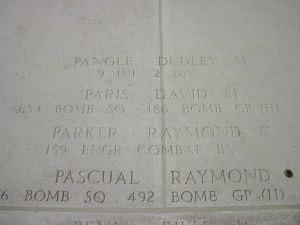 PANGLE DUDLEY M
9 INF 2 DIV
PARIS DAVID M
834 BOMB SQ 486 BOMB GP (H)
PARKER RAYMOND C
159 ENGR COMBAT BN
PASCUAL RAYMOND
6 BOMB SQ 492 BOMB GP (H)